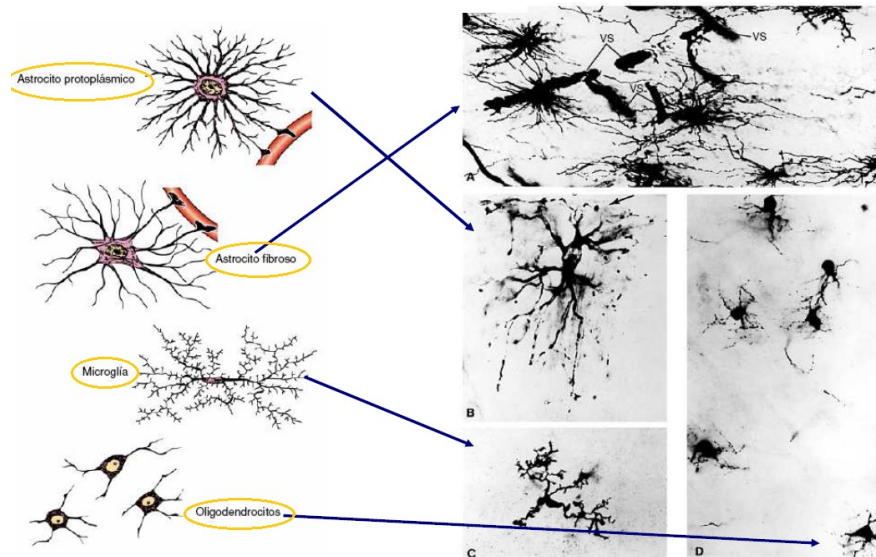 Astrocito protoplásmico
Astrocito fibroso
Microglía
Oligodendrocitos
VS
VS
VS
A
B
C
D